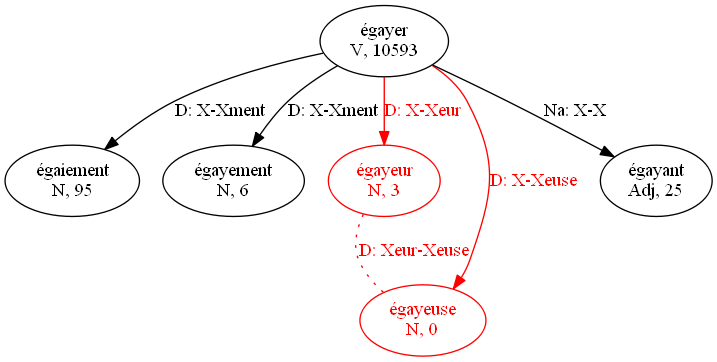 égayer
V, 10593
D: X-Xment
D: X-Xment
D: X-Xeur
Na: X-X
égaiement
N, 95
égayement
N, 6
égayeur
N, 3
D: X-Xeuse
égayant
Adj, 25
D: Xeur-Xeuse
égayeuse
N, 0